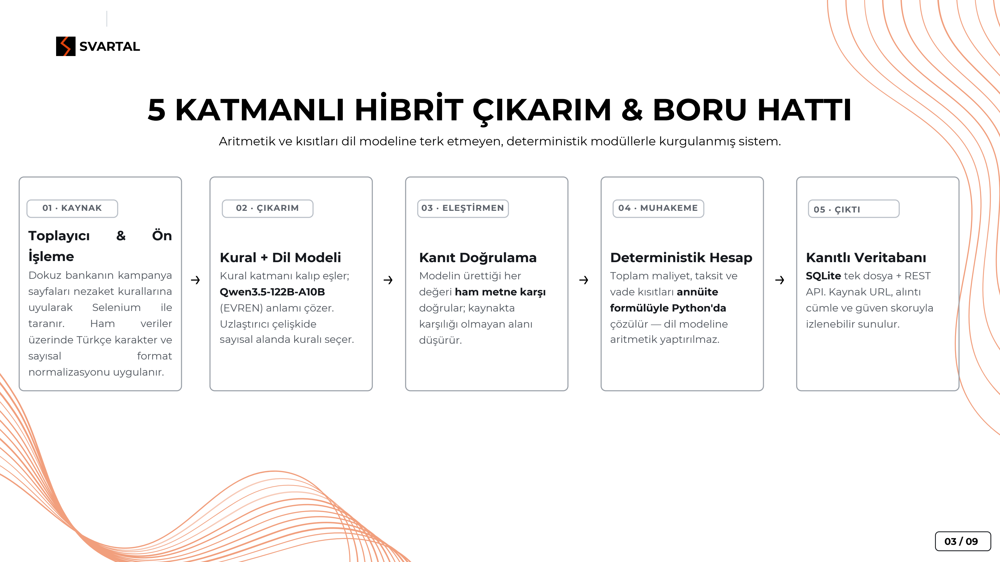 SVARTAL
5 KATMANLI HİBRİT ÇIKARIM & BORU HATTI
Aritmetik ve kısıtları dil modeline terk etmeyen, deterministik modüllerle kurgulanmış sistem.
01 · KAYNAK
Toplayıcı & Ön
İşleme
Dokuz bankanın kampanya
sayfaları nezaket kurallarına
uyularak Selenium ile
taranır. Ham veriler
üzerinde Türkçe karakter ve
sayısal format
normalizasyonu uygulanır.
→
02 · ÇIKARIM
Kural + Dil Modeli
Kural katmanı kalıp eşler;
Qwen3.5-122B-A10B
(EVREN) anlamı çözer.
Uzlaştırıcı çelişkide
sayısal alanda kuralı seçer.
→
03 · ELEŞTİRMEN
Kanıt Doğrulama
Modelin ürettiği her
değeri ham metne karşı
doğrular; kaynakta
karşılığı olmayan alanı
düşürür.
→
04 · MUHAKEME
Deterministik Hesap
Toplam maliyet, taksit ve
vade kısıtları annüite
formülüyle Python'da
çözülür — dil modeline
aritmetik yaptırılmaz.
→
05 · ÇIKTI
Kanıtlı Veritabanı
SQLite tek dosya + REST
API. Kaynak URL, alıntı
cümle ve güven skoruyla
izlenebilir sunulur.
03 / 09